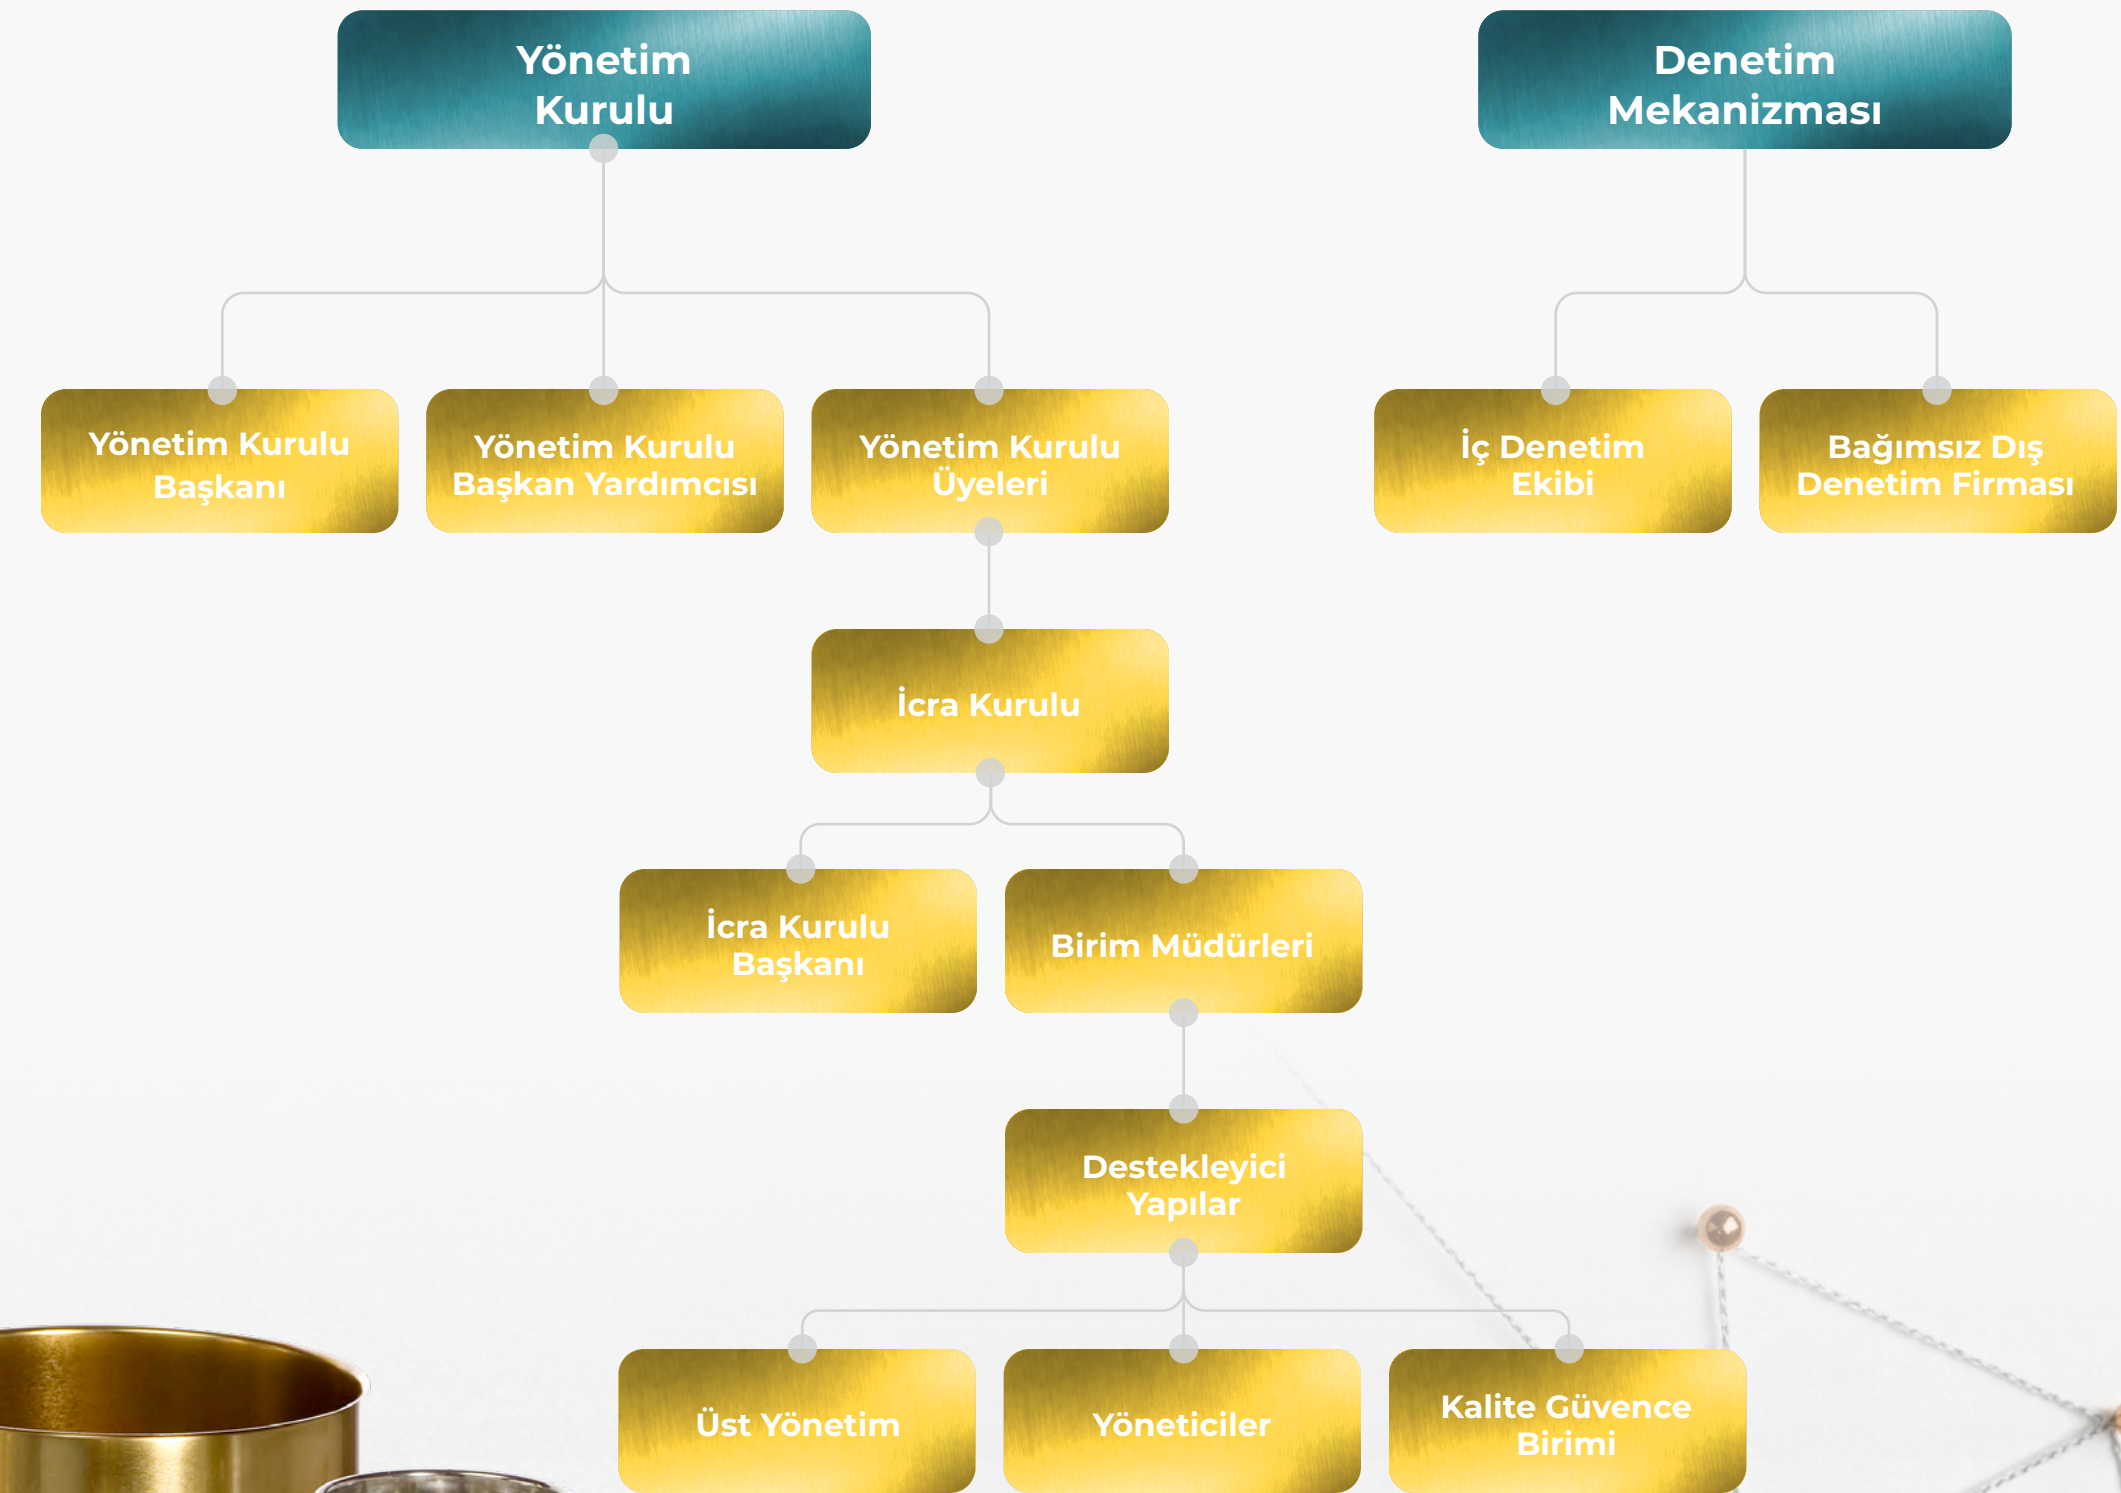 Yönetim
Kurulu
Denetim
Mekanizması
Yönetim Kurulu
Başkanı
Yönetim Kurulu
Başkan Yardımcısı
Yönetim Kurulu
Üyeleri
İç Denetim
Ekibi
Bağımsız Dış
Denetim Firması
İcra Kurulu
İcra Kurulu
Başkanı
Birim Müdürleri
Destekleyici
Yapılar
Üst Yönetim
Yöneticiler
Kalite Güvence
Birimi